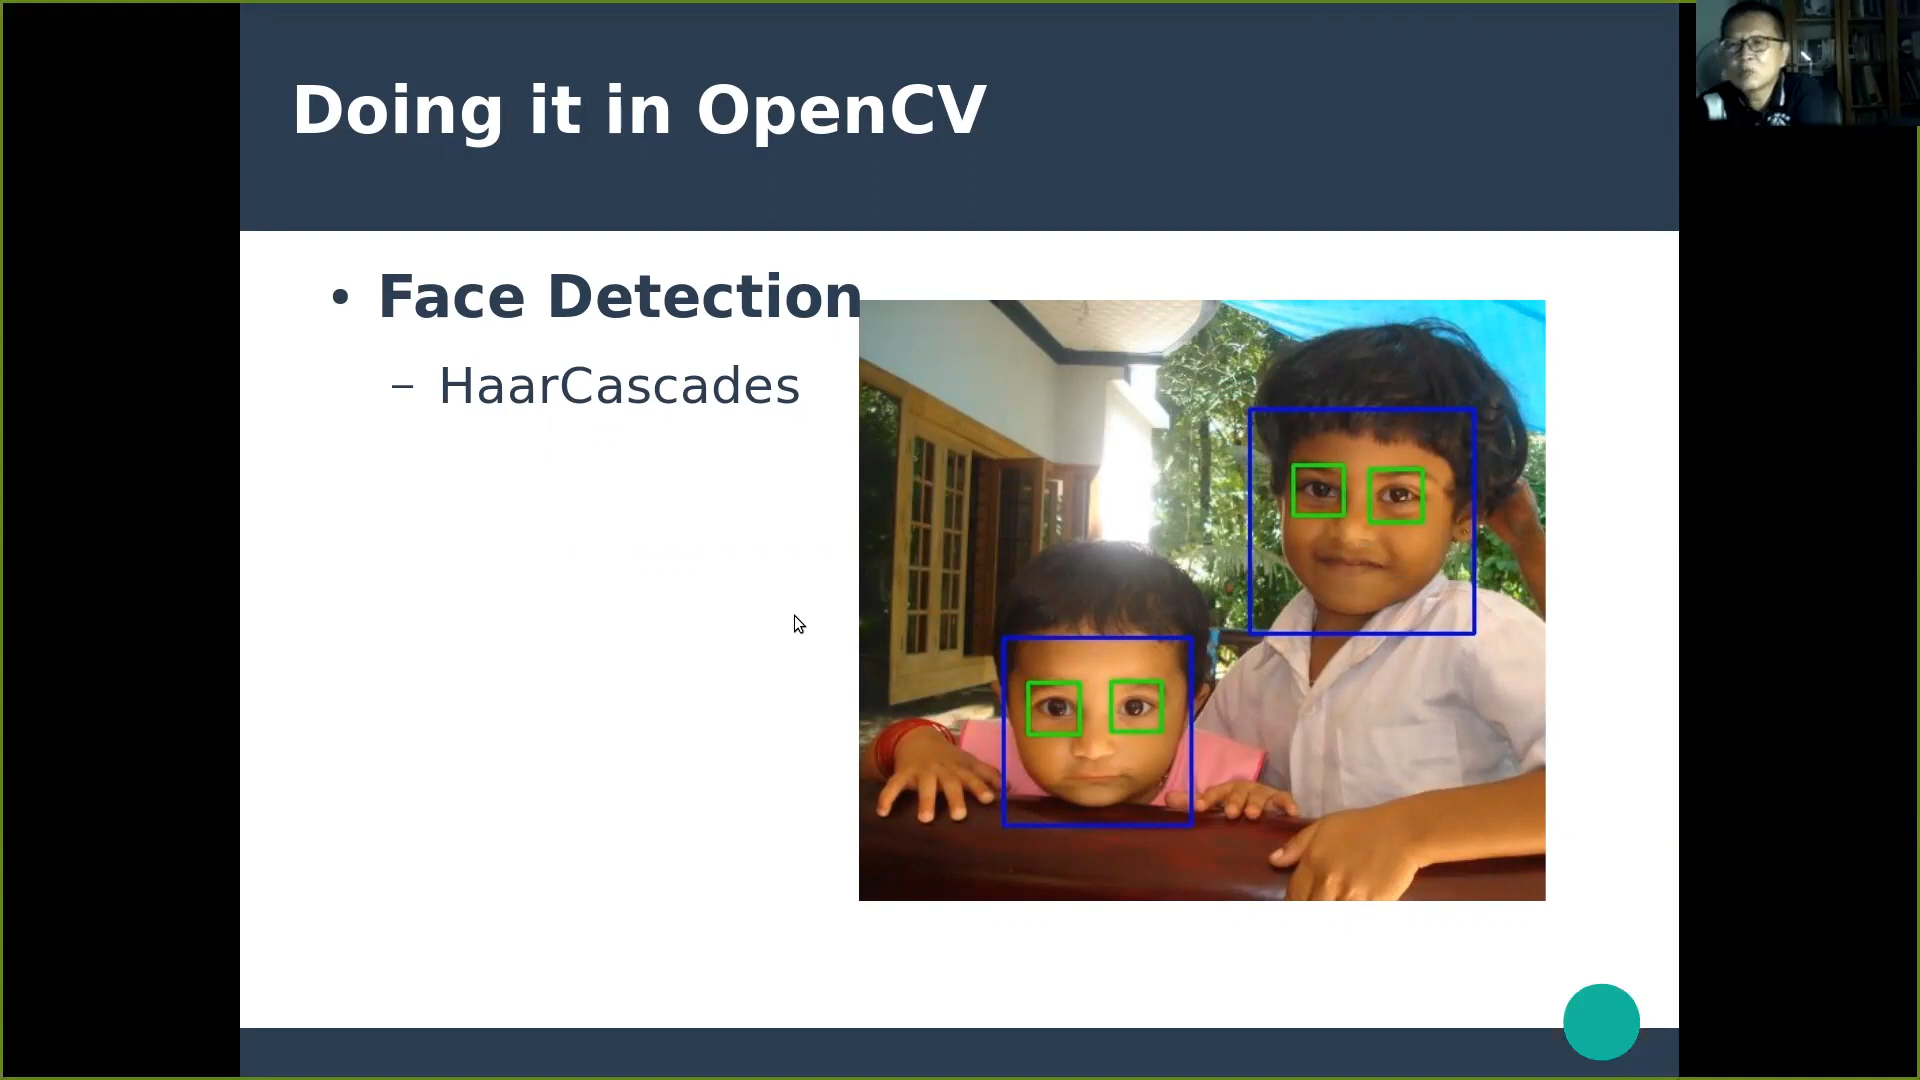 Doing it in OpenCV
• Face Detection
– HaarCascades